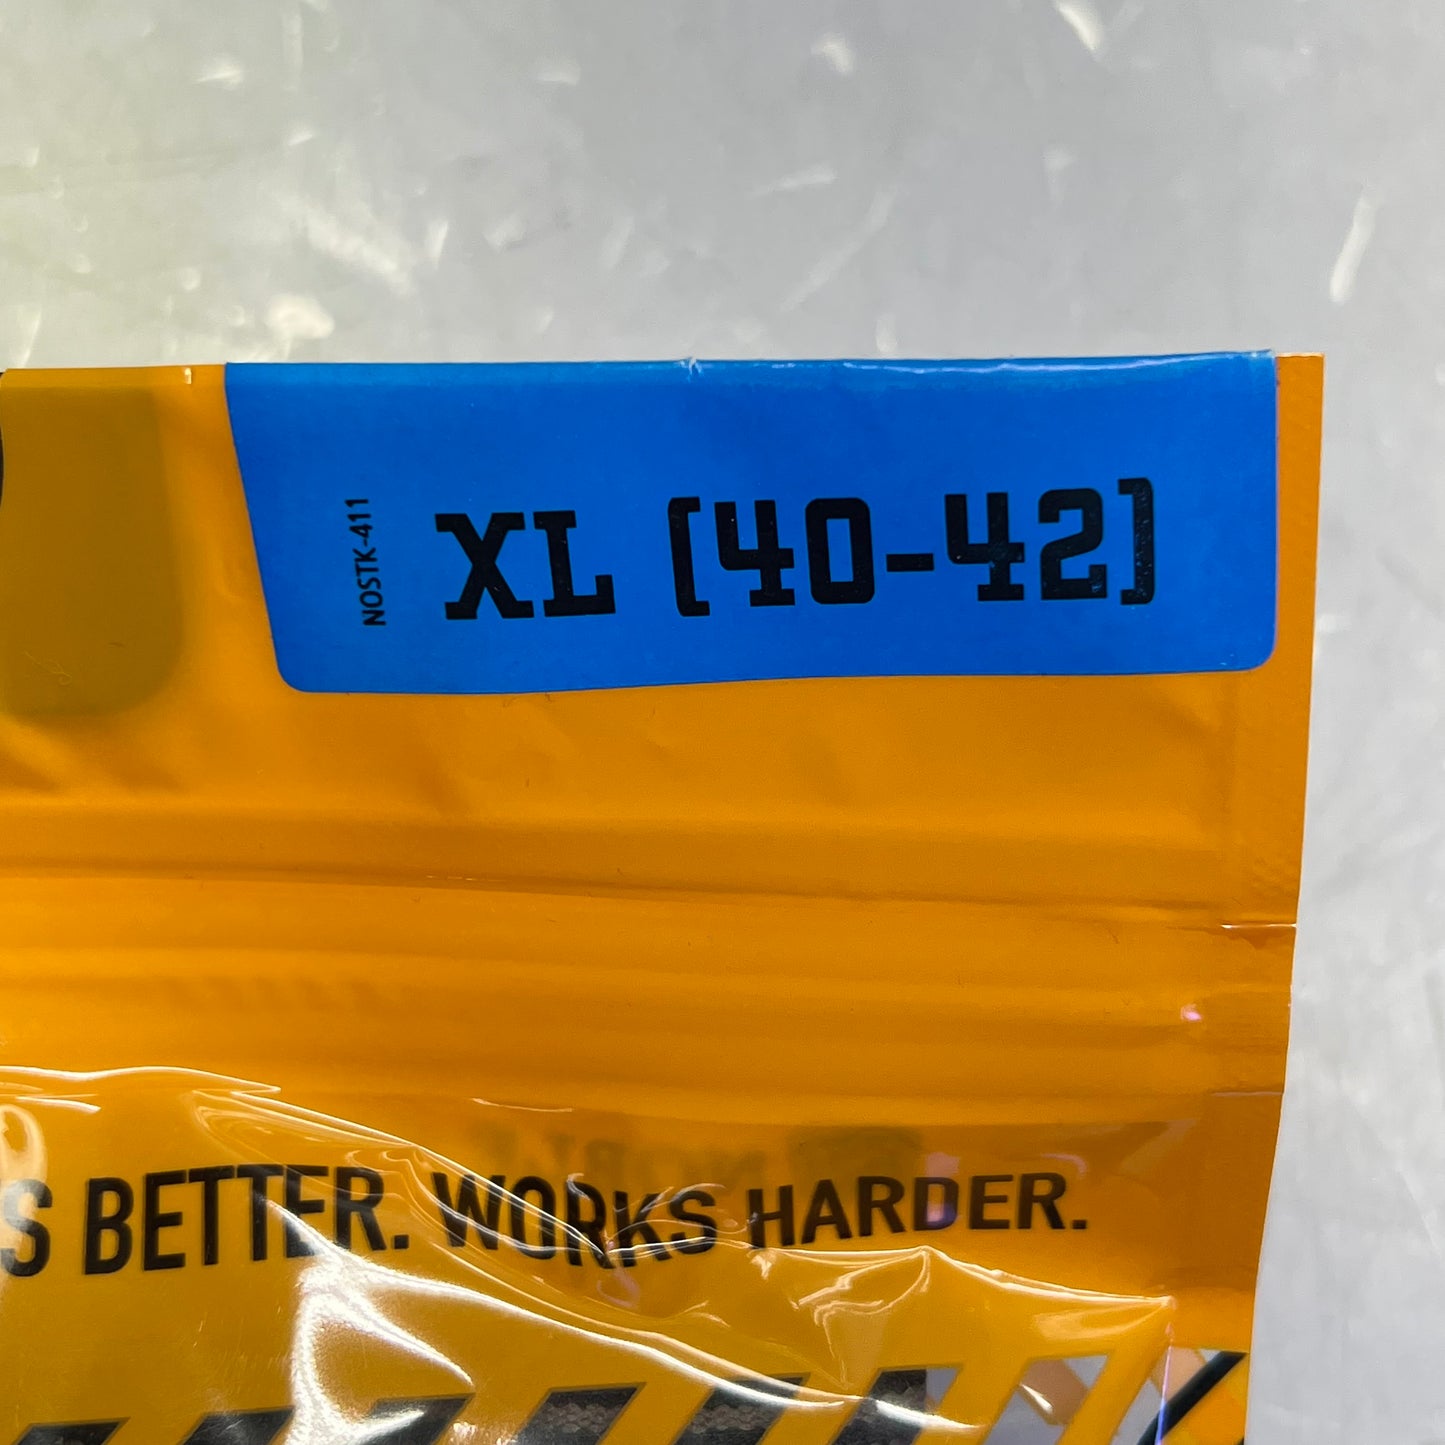 NOSTK-411
XL [40-42]
S BETTER. WORKS HARDER.